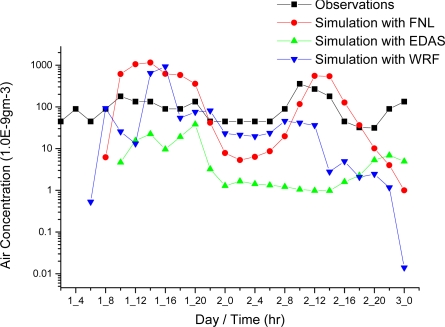 Observations
Simulation with FNL
Simulation with EDAS
Simulation with WRF
Air Concentration (1.0E-9gm-3)
1000
100
10
1
0.1
0.01
1_4 1_8 1_12 1_16 1_20 2_0 2_4 2_8 2_12 2_18 2_20 3_0
Day / Time (hr)